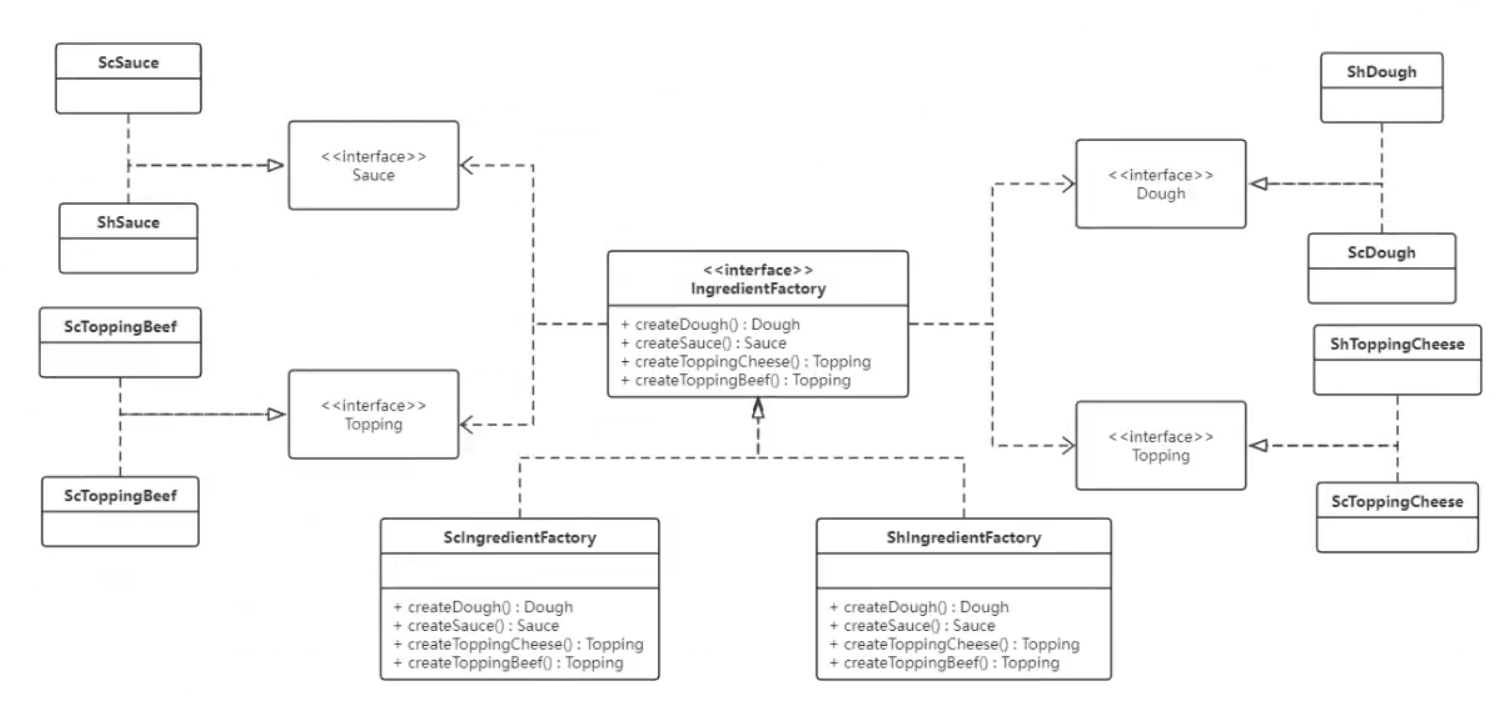 ScSauce
<<interface>>
Sauce
ShSauce
ScToppingBeef
<<interface>>
Topping
ScToppingBeef
<<interface>>
IngredientFactory
+ createDough() : Dough
+ createSauce() : Sauce
+ createToppingCheese() : Topping
+ createToppingBeef() : Topping
ShDough
<<interface>>
Dough
ScDough
ShToppingCheese
<<interface>>
Topping
ScToppingCheese
ScIngredientFactory
+ createDough() : Dough
+ createSauce() : Sauce
+ createToppingCheese() : Topping
+ createToppingBeef() : Topping
ShIngredientFactory
+ createDough() : Dough
+ createSauce() : Sauce
+ createToppingCheese() : Topping
+ createToppingBeef() : Topping